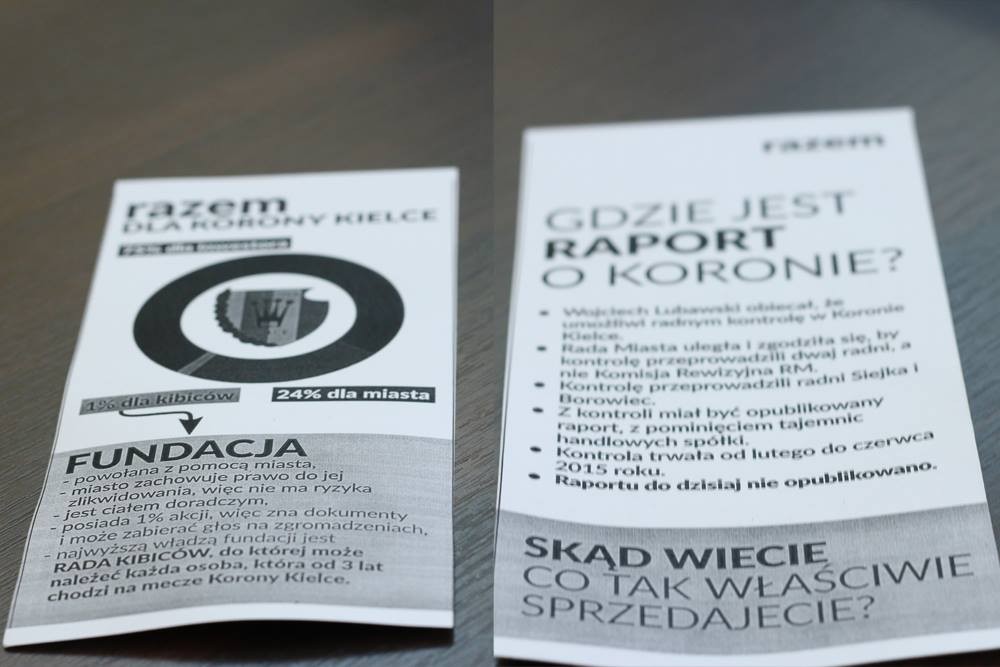 razem
DLA KORONY KIELCE
75% dla inwestora
1% dla kibiców
24% dla miasta
FUNDACJA
- powołana z pomocą miasta,
- miasto zachowuje prawo do jej
zlikwidowania, więc nie ma ryzyka
- jest ciałem doradczym,
- posiada 1% akcji, więc zna dokumenty
i może zabierać głos na zgromadzeniach,
- najwyższą władzą fundacji jest
RADA KIBICÓW, do której może
należeć każda osoba, która od 3 lat
chodzi na mecze Korony Kielce.
razem
GDZIE JEST
RAPORT
O KORONIE?
• Wojciech Lubawski obiecał, że
umożliwi radnym kontrolę w Koronie
Kielce.
• Rada Miasta uległa i zgodziła się, by
kontrolę przeprowadzili dwaj radni, a
nie Komisja Rewizyjna RM.
• Kontrolę przeprowadzili radni Siejka i
Borowiec.
• Z kontroli miał być opublikowany
raport, z pominięciem tajemnic
handlowych spółki.
• Kontrola trwała od lutego do czerwca
2015 roku.
• Raportu do dzisiaj nie opublikowano.
SKĄD WIECIE
CO TAK WŁAŚCIWIE
SPRZEDAJECIE?